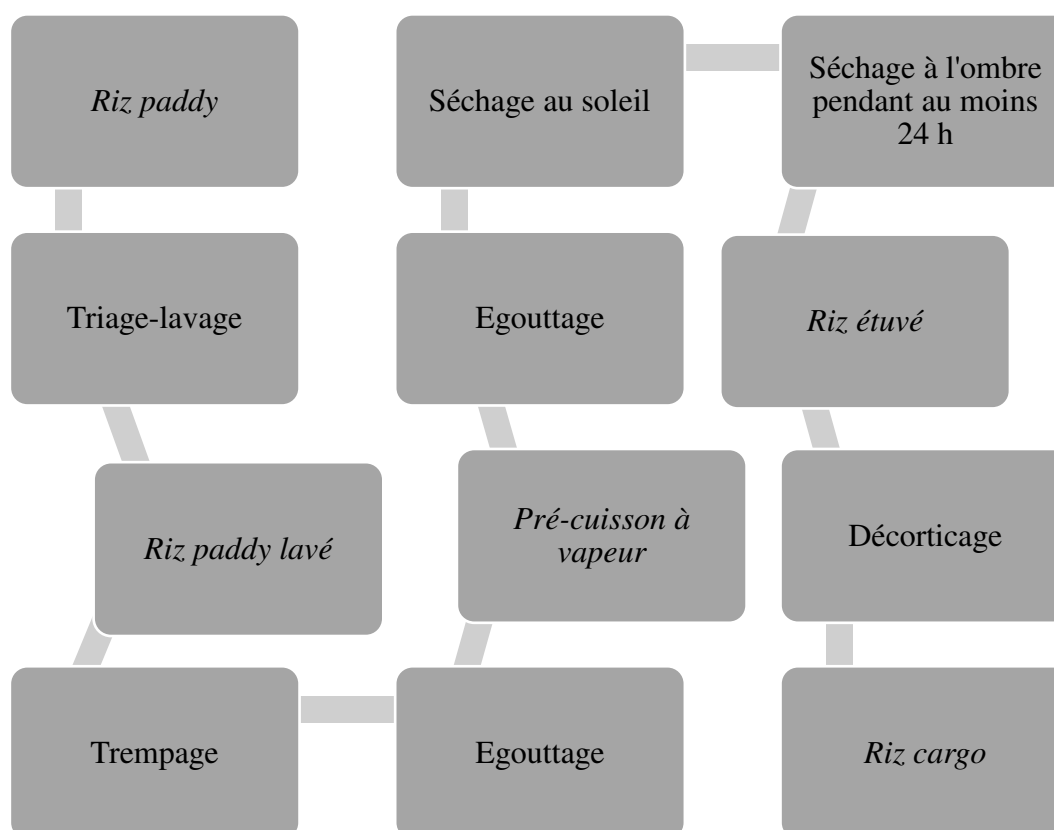 Riz paddy
Triage-lavage
Riz paddy lavé
Trempage
Egouttage
Pré-cuisson à
vapeur
Egouttage
Séchage au soleil
Séchage à l'ombre
pendant au moins
24 h
Riz étuvé
Décorticage
Riz cargo